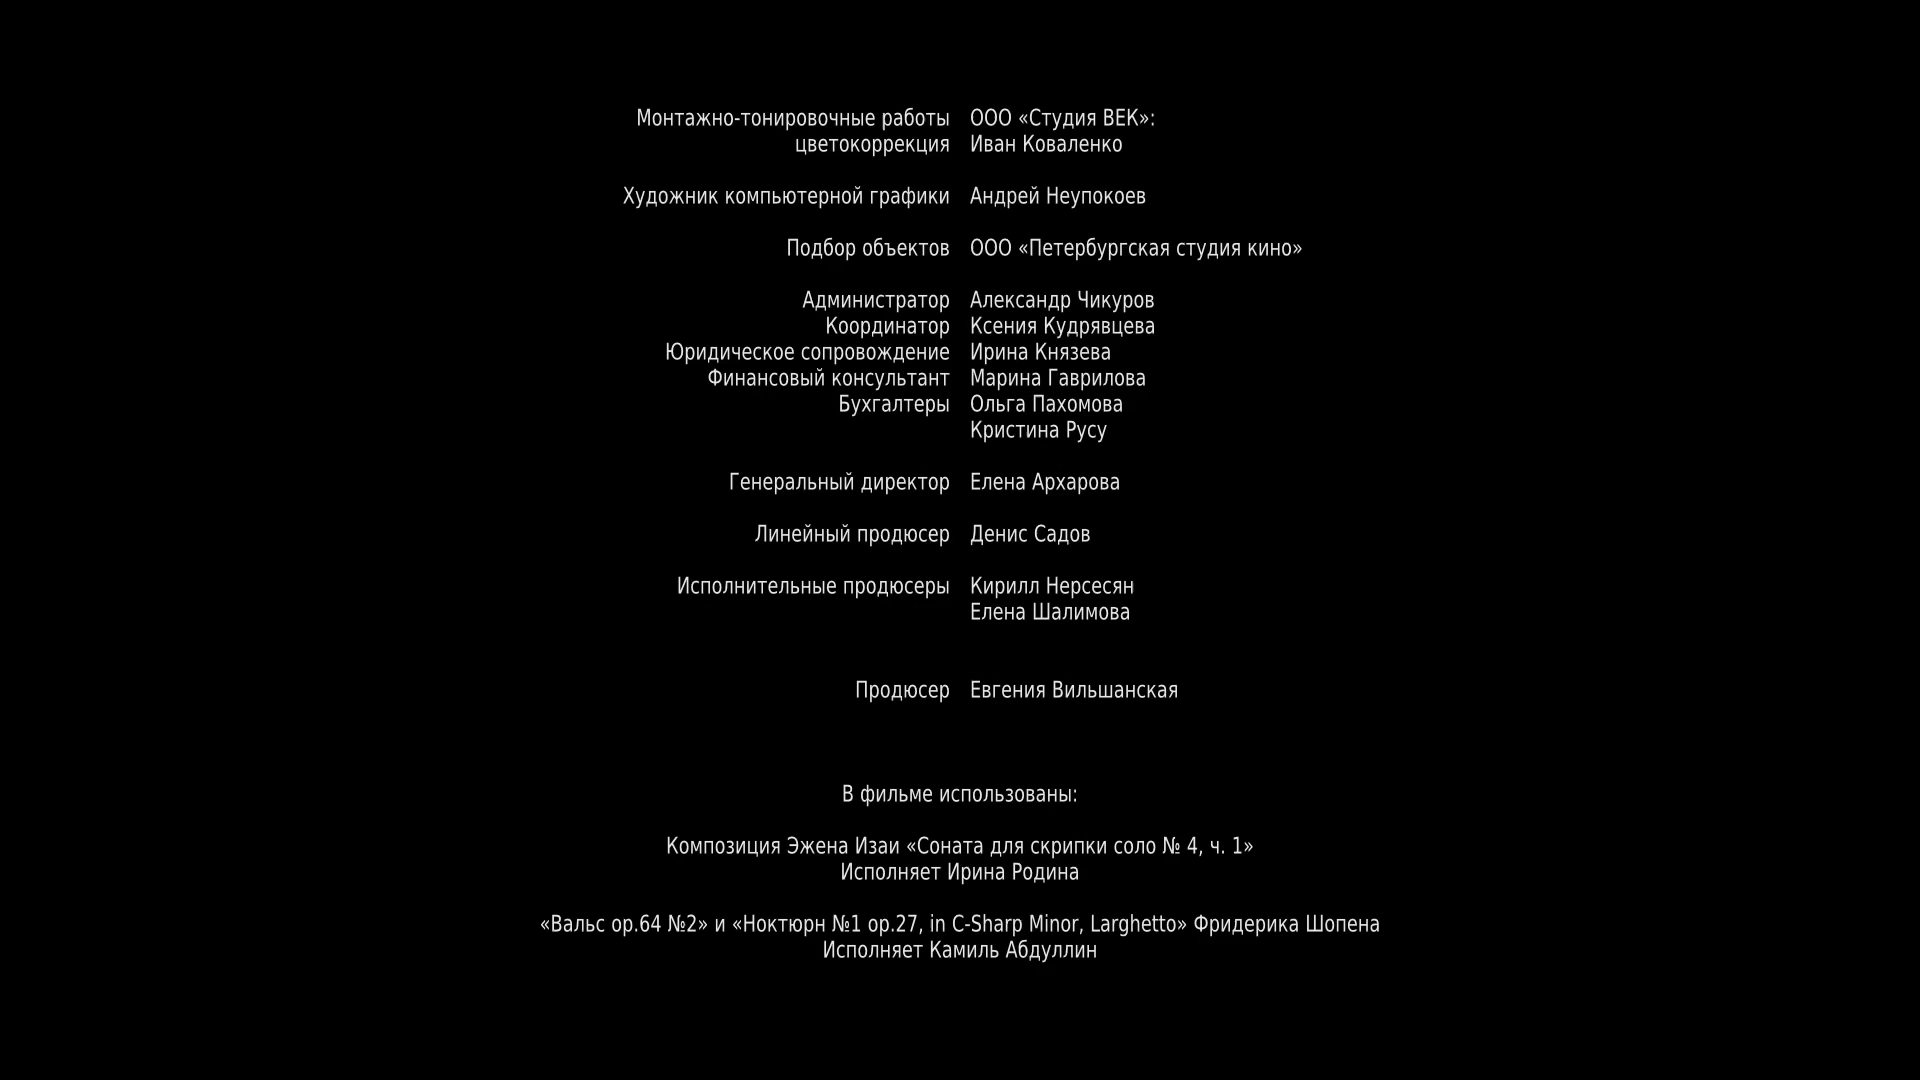 Монтажно-тонировочные работы ООО «Студия ВЕК»:
цветокоррекция Иван Коваленко
Художник компьютерной графики Андрей Неупокоев
Подбор объектов ООО «Петербургская студия кино»
Администратор Александр Чикуров
Координатор Ксения Кудрявцева
Юридическое сопровождение Ирина Князева
Финансовый консультант Марина Гаврилова
Бухгалтеры Ольга Пахомова
Кристина Русу
Генеральный директор Елена Архарова
Линейный продюсер Денис Садов
Исполнительные продюсеры Кирилл Нерсесян
Елена Шалимова
Продюсер Евгения Вильшанская
В фильме использованы:
Композиция Эжена Изаи «Соната для скрипки соло № 4, ч. 1»
Исполняет Ирина Родина
«Вальс op.64 №2» и «Ноктюрн №1 op.27, in C-Sharp Minor, Larghetto» Фридерика Шопена
Исполняет Камиль Абдуллин